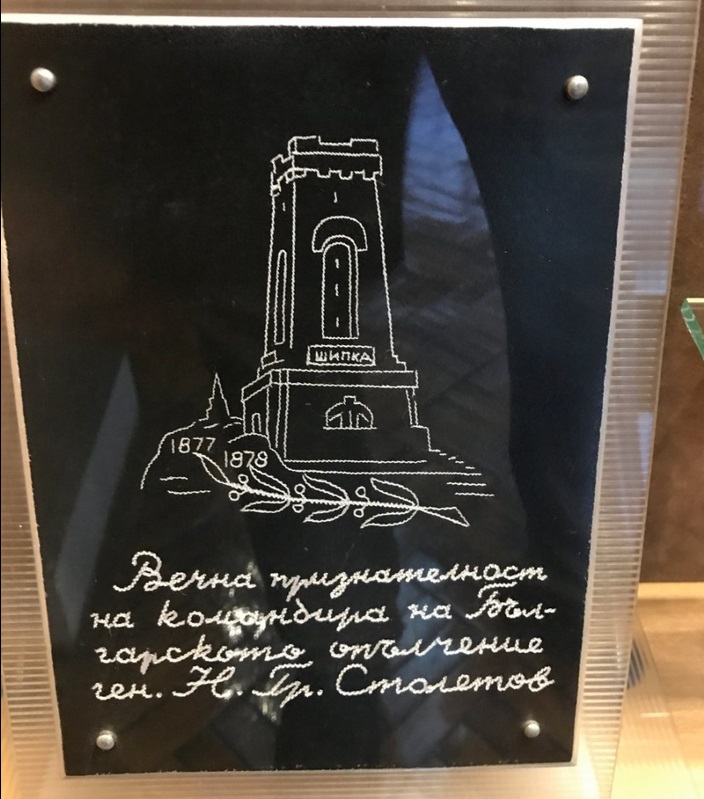 ШИПКА
1877
1878
Вечна признателност
на командира на Бъл-
гарското опълчение
ген. Н. Гр. Столетов